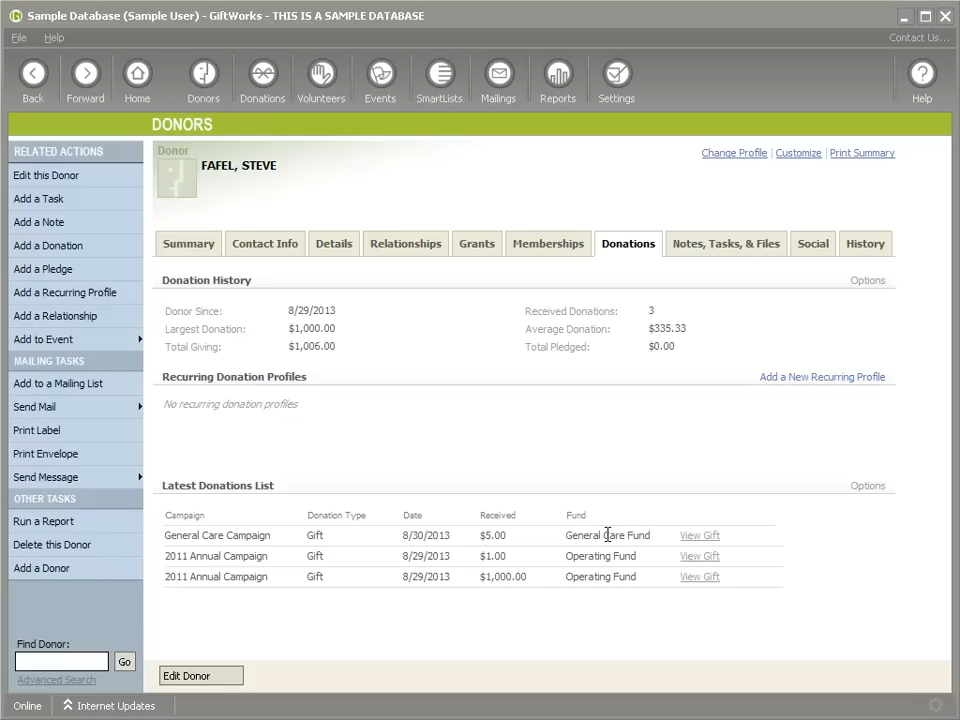 Sample Database (Sample User) - GiftWorks - THIS IS A SAMPLE DATABASE
File Help Contact Us...
Back Forward Home Donors Donations Volunteers Events SmartLists Mailings Reports Settings Help
DONORS
RELATED ACTIONS
Edit this Donor
Add a Task
Add a Note
Add a Donation
Add a Pledge
Add a Recurring Profile
Add a Relationship
Add to Event
MAILING TASKS
Add to a Mailing List
Send Mail
Print Label
Print Envelope
Send Message
OTHER TASKS
Run a Report
Delete this Donor
Add a Donor
Find Donor:
Go
Advanced Search
Donor
FAFEL, STEVE
Change Profile | Customize | Print Summary
Summary Contact Info Details Relationships Grants Memberships Donations Notes, Tasks, & Files Social History
Donation History Options
Donor Since: 8/29/2013 Received Donations: 3
Largest Donation: $1,000.00 Average Donation: $335.33
Total Giving: $1,006.00 Total Pledged: $0.00
Recurring Donation Profiles Add a New Recurring Profile
No recurring donation profiles
Latest Donations List Options
Campaign Donation Type Date Received Fund
General Care Campaign Gift 8/30/2013 $5.00 General Care Fund View Gift
2011 Annual Campaign Gift 8/29/2013 $1.00 Operating Fund View Gift
2011 Annual Campaign Gift 8/29/2013 $1,000.00 Operating Fund View Gift
Edit Donor
Online Internet Updates